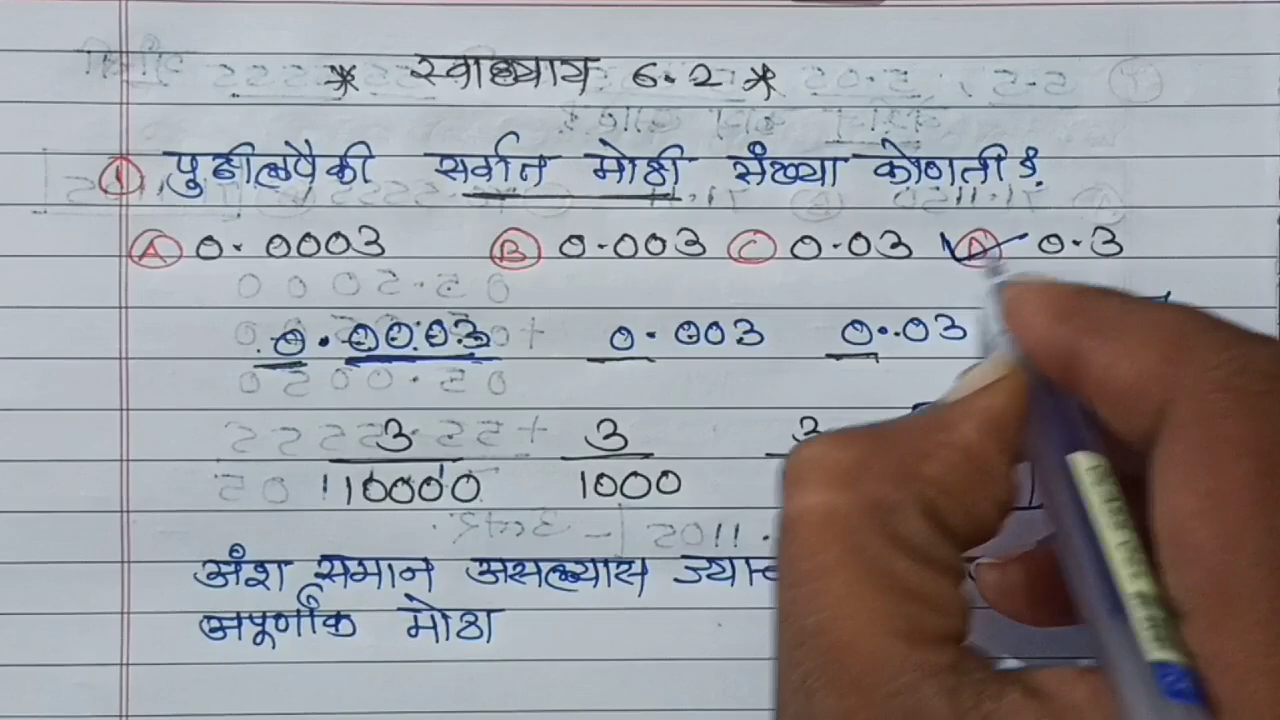 * स्वाध्याय 6.2 *
① पुढीलपैकी सर्वात मोठी संख्या कोणती?
Ⓐ 0.0003 Ⓑ 0.003 Ⓒ 0.03 Ⓓ 0.3
0.0003 0.003 0.03
3 3 3
10000 1000
अंश समान असल्यास
अपूर्णांक मोठा